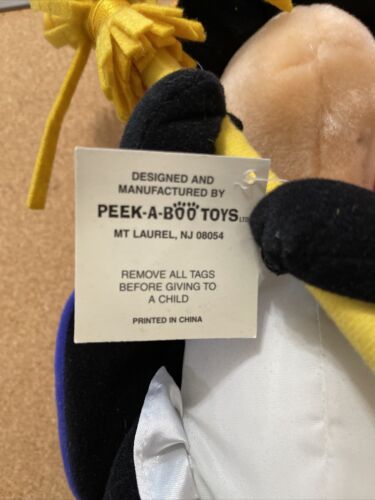 DESIGNED AND
MANUFACTURED BY
PEEK-A-BOO TOYS LTD
MT LAUREL, NJ 08054
REMOVE ALL TAGS
BEFORE GIVING TO
A CHILD
PRINTED IN CHINA